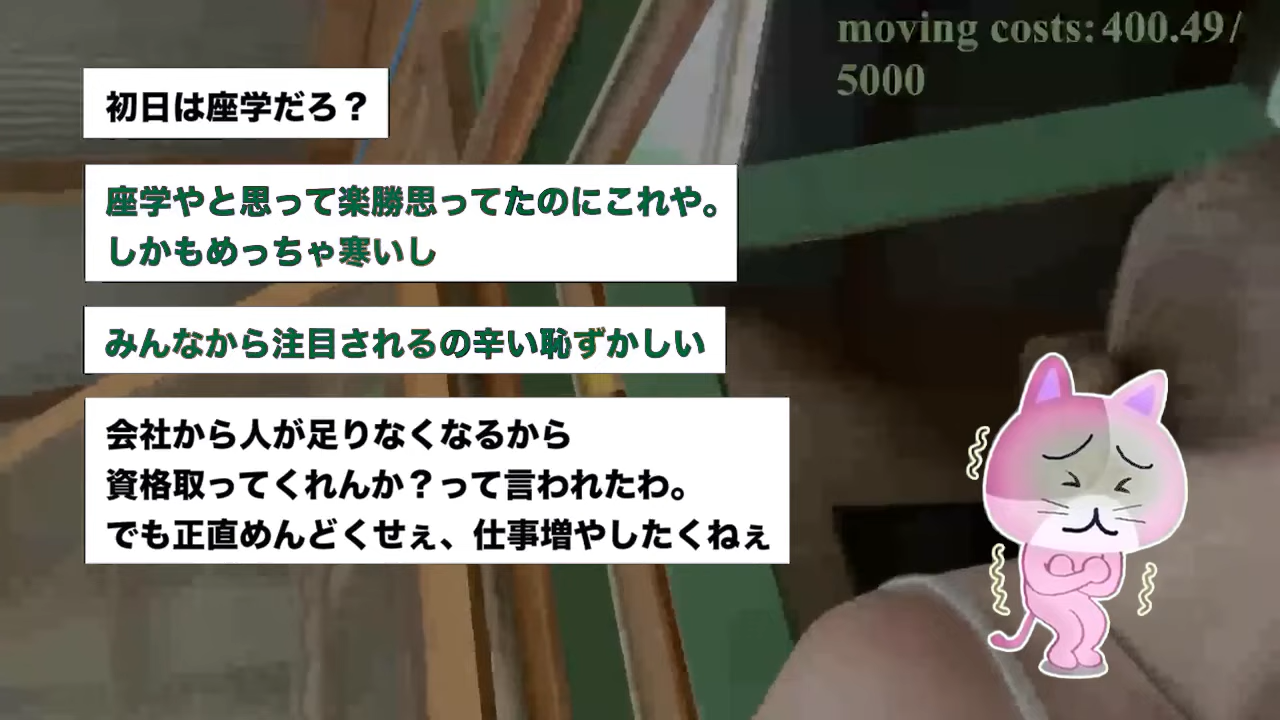 moving costs: 400.49/
5000
初日は座学だろ？
座学やと思って楽勝思ってたのにこれや。
しかもめっちゃ寒いし
みんなから注目されるの辛い恥ずかしい
会社から人が足りなくなるから
資格取ってくれんか？って言われたわ。
でも正直めんどくせぇ、仕事増やしたくねぇ